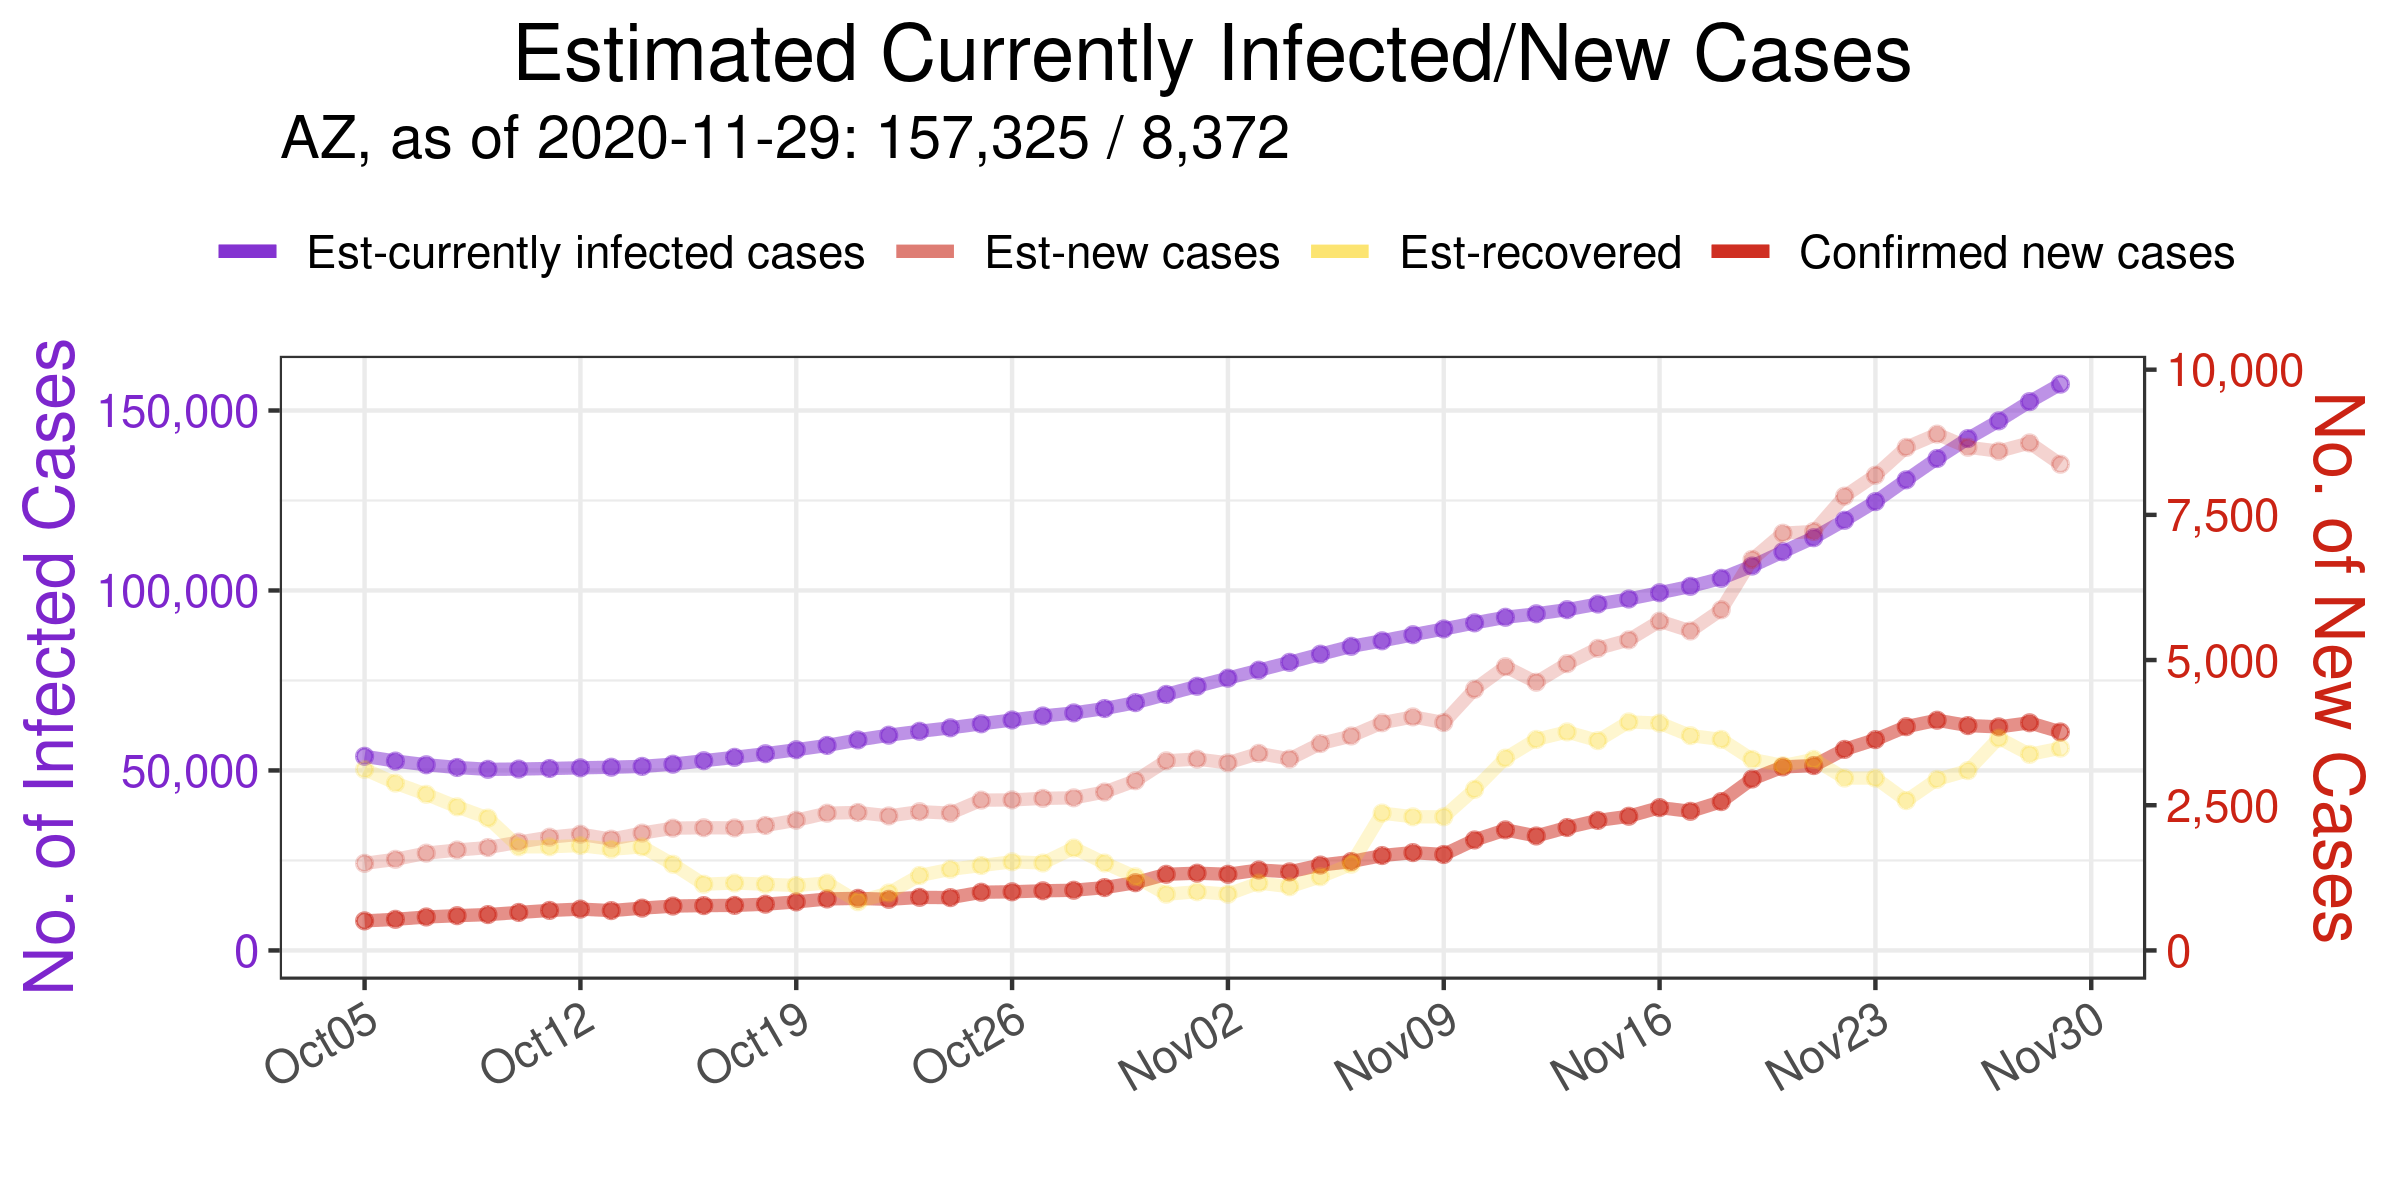 Estimated Currently Infected/New Cases
AZ, as of 2020-11-29: 157,325 / 8,372
Est-currently infected cases Est-new cases Est-recovered Confirmed new cases
No. of Infected Cases
150,000
100,000
50,000
0
10,000
7,500
5,000
2,500
0
No. of New Cases
Oct05 Oct12 Oct19 Oct26 Nov02 Nov09 Nov16 Nov23 Nov30